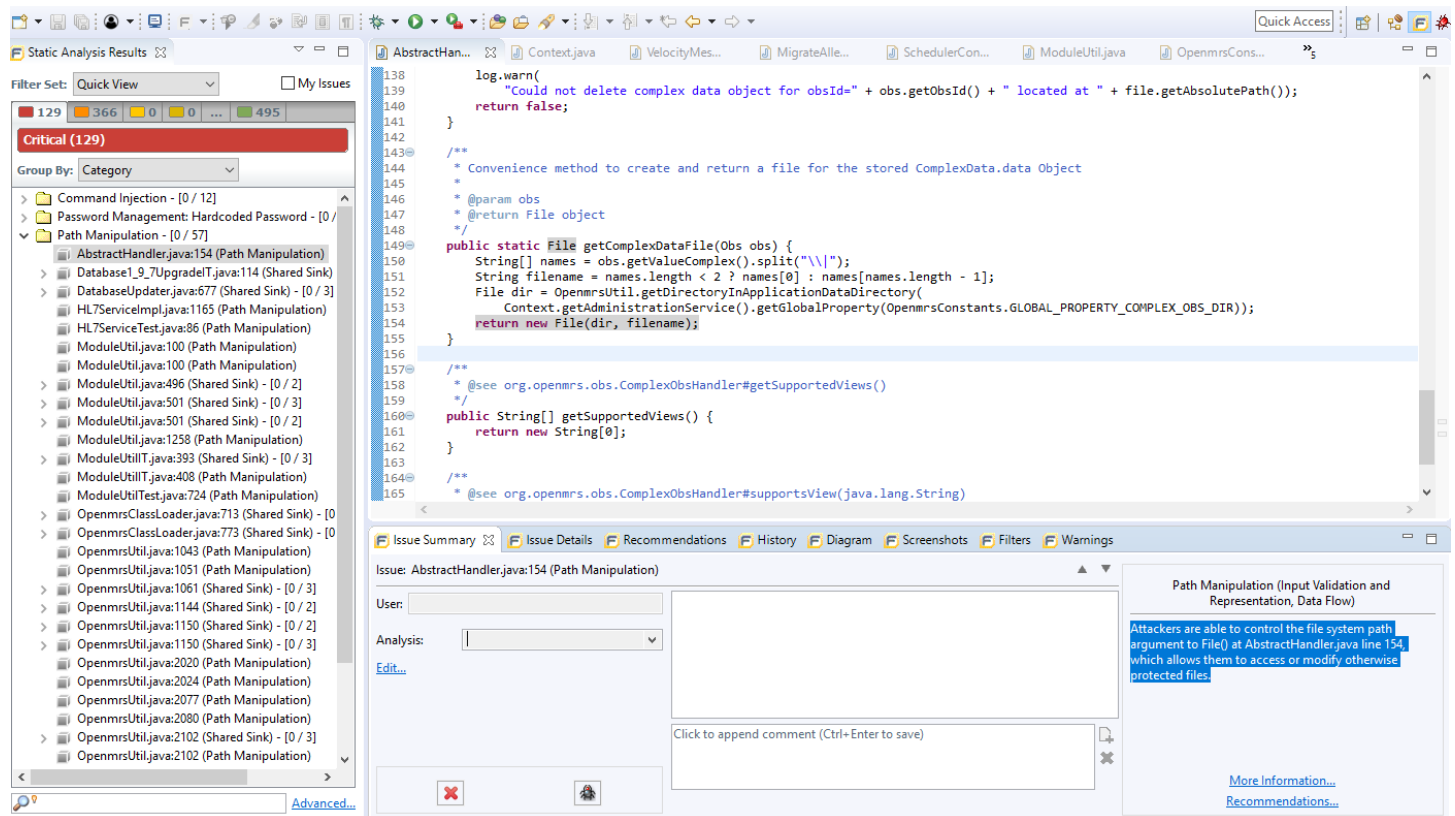 Quick Access
Static Analysis Results
Filter Set: Quick View My Issues
129 366 0 0 ... 495
Critical (129)
Group By: Category
Command Injection - [0 / 12]
Password Management: Hardcoded Password - [0 /
Path Manipulation - [0 / 57]
AbstractHandler.java:154 (Path Manipulation)
Database1_9_7UpgradeIT.java:114 (Shared Sink)
DatabaseUpdater.java:677 (Shared Sink) - [0 / 3]
HL7ServiceImpl.java:1165 (Path Manipulation)
HL7ServiceTest.java:86 (Path Manipulation)
ModuleUtil.java:100 (Path Manipulation)
ModuleUtil.java:100 (Path Manipulation)
ModuleUtil.java:496 (Shared Sink) - [0 / 2]
ModuleUtil.java:501 (Shared Sink) - [0 / 3]
ModuleUtil.java:501 (Shared Sink) - [0 / 2]
ModuleUtil.java:1258 (Path Manipulation)
ModuleUtilIT.java:393 (Shared Sink) - [0 / 3]
ModuleUtilIT.java:408 (Path Manipulation)
ModuleUtilTest.java:724 (Path Manipulation)
OpenmrsClassLoader.java:713 (Shared Sink) - [0
OpenmrsClassLoader.java:773 (Shared Sink) - [0
OpenmrsUtil.java:1043 (Path Manipulation)
OpenmrsUtil.java:1051 (Path Manipulation)
OpenmrsUtil.java:1061 (Shared Sink) - [0 / 3]
OpenmrsUtil.java:1144 (Shared Sink) - [0 / 2]
OpenmrsUtil.java:1150 (Shared Sink) - [0 / 2]
OpenmrsUtil.java:1150 (Shared Sink) - [0 / 3]
OpenmrsUtil.java:2020 (Path Manipulation)
OpenmrsUtil.java:2024 (Path Manipulation)
OpenmrsUtil.java:2077 (Path Manipulation)
OpenmrsUtil.java:2080 (Path Manipulation)
OpenmrsUtil.java:2102 (Shared Sink) - [0 / 3]
OpenmrsUtil.java:2102 (Path Manipulation)
Advanced...
AbstractHan... Context.java VelocityMes... MigrateAlle... SchedulerCon... ModuleUtil.java OpenmrsCons... »5
138 log.warn(
139 "Could not delete complex data object for obsId=" + obs.getObsId() + " located at " + file.getAbsolutePath());
140 return false;
141 }
142
143 /**
144 * Convenience method to create and return a file for the stored ComplexData.data Object
145 *
146 * @param obs
147 * @return File object
148 */
149 public static File getComplexDataFile(Obs obs) {
150 String[] names = obs.getValueComplex().split("\\|");
151 String filename = names.length < 2 ? names[0] : names[names.length - 1];
152 File dir = OpenmrsUtil.getDirectoryInApplicationDataDirectory(
153 Context.getAdministrationService().getGlobalProperty(OpenmrsConstants.GLOBAL_PROPERTY_COMPLEX_OBS_DIR));
154 return new File(dir, filename);
155 }
156
157 /**
158 * @see org.openmrs.obs.ComplexObsHandler#getSupportedViews()
159 */
160 public String[] getSupportedViews() {
161 return new String[0];
162 }
163
164 /**
165 * @see org.openmrs.obs.ComplexObsHandler#supportsView(java.lang.String)
Issue Summary Issue Details Recommendations History Diagram Screenshots Filters Warnings
Issue: AbstractHandler.java:154 (Path Manipulation)
User:
Analysis:
Edit...
Click to append comment (Ctrl+Enter to save)
Path Manipulation (Input Validation and
Representation, Data Flow)
Attackers are able to control the file system path
argument to File() at AbstractHandler.java line 154,
which allows them to access or modify otherwise
protected files.
More Information...
Recommendations...